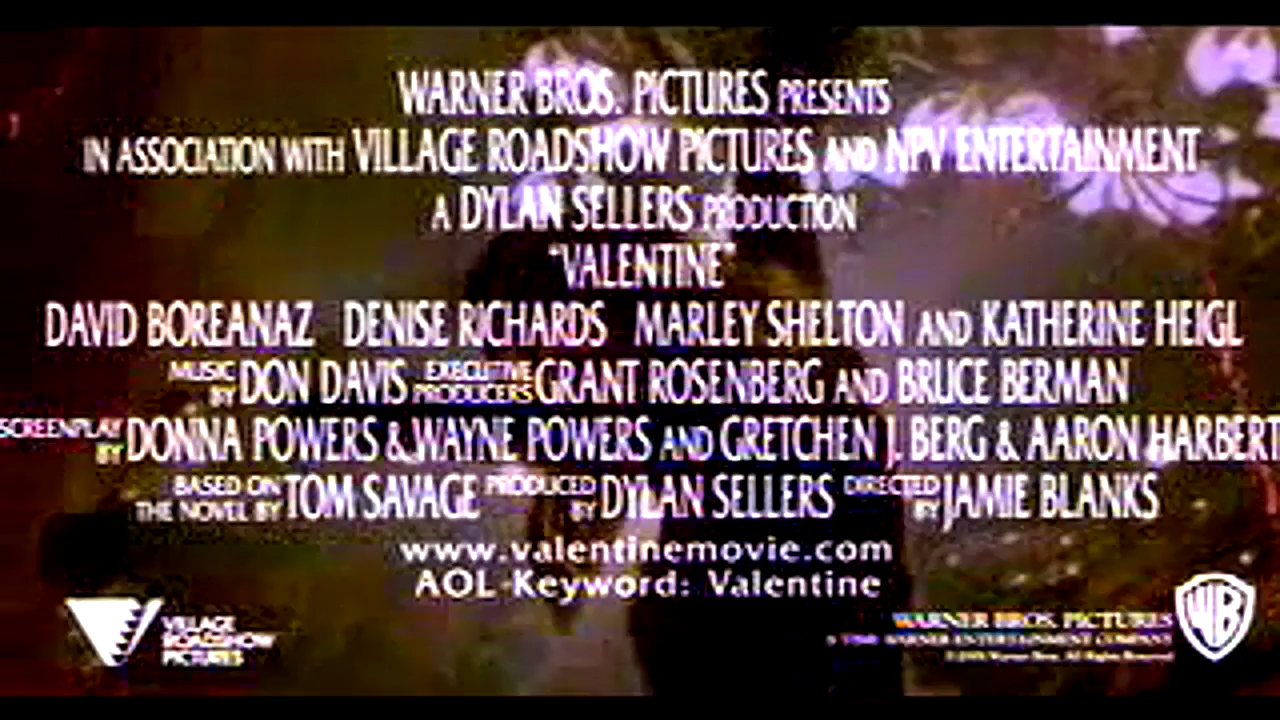 WARNER BROS. PICTURES PRESENTS
IN ASSOCIATION WITH VILLAGE ROADSHOW PICTURES AND NPV ENTERTAINMENT
A DYLAN SELLERS PRODUCTION
"VALENTINE"
DAVID BOREANAZ DENISE RICHARDS MARLEY SHELTON AND KATHERINE HEIGL
MUSIC BY DON DAVIS EXECUTIVE PRODUCERS GRANT ROSENBERG AND BRUCE BERMAN
SCREENPLAY BY DONNA POWERS & WAYNE POWERS AND GRETCHEN J. BERG & AARON HARBERT
BASED ON THE NOVEL BY TOM SAVAGE PRODUCED BY DYLAN SELLERS DIRECTED BY JAMIE BLANKS
www.valentinemovie.com
AOL Keyword: Valentine
VILLAGE ROADSHOW PICTURES
WARNER BROS. PICTURES
A TIME WARNER ENTERTAINMENT COMPANY
WB